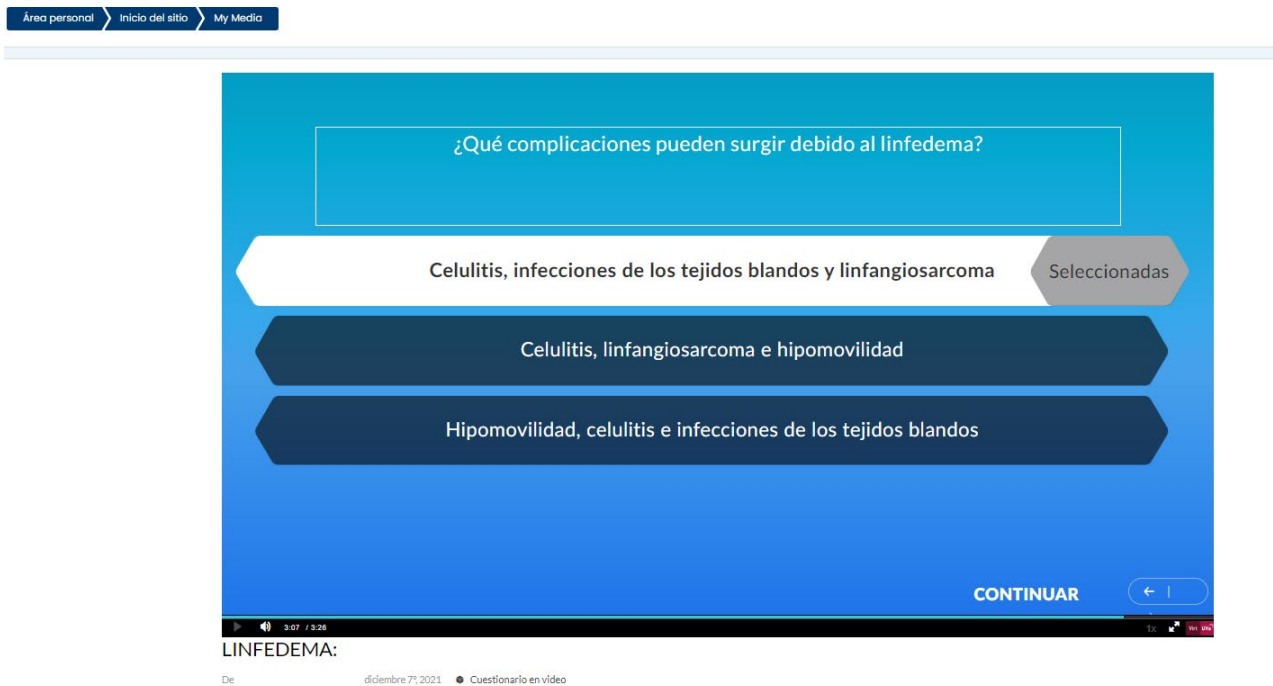 Área personal
Inicio del sitio
My Media
¿Qué complicaciones pueden surgir debido al linfedema?
Celulitis, infecciones de los tejidos blandos y linfangiosarcoma
Seleccionadas
Celulitis, linfangiosarcoma e hipomovilidad
Hipomovilidad, celulitis e infecciones de los tejidos blandos
CONTINUAR
3:07 / 3:26
1x
LINFEDEMA:
De
diciembre 7º, 2021
Cuestionario en video